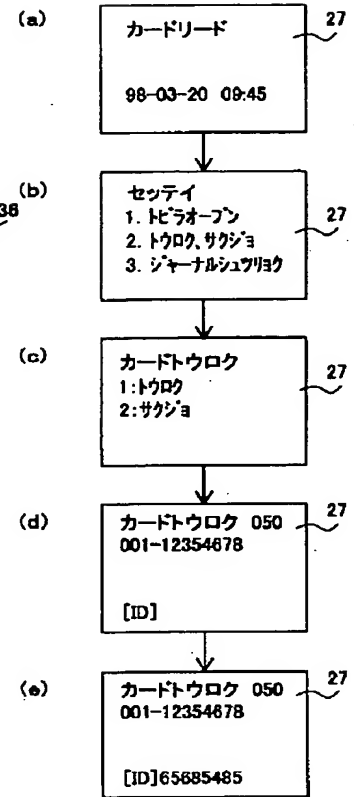 (a)
27
カードリード
98-03-20 09:45
(b)
36
27
セッテイ
1. トビラオープン
2. トウロク、サクジョ
3. ジャーナルシュツリョク
(c)
27
カードトウロク
1:トウロク
2:サクジョ
(d)
27
カードトウロク 050
001-12354678
[ID]
(e)
27
カードトウロク 050
001-12354678
[ID]65685485